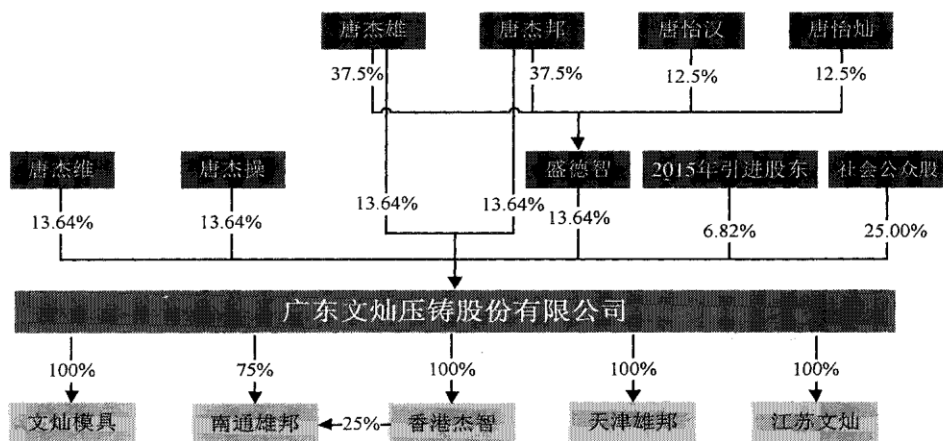 唐杰雄 唐杰邦 唐怡汉 唐怡灿
37.5% 37.5% 12.5% 12.5%
唐杰维 唐杰操 盛德智 2015年引进股东 社会公众股
13.64% 13.64% 13.64% 13.64% 13.64% 6.82% 25.00%
广东文灿压铸股份有限公司
100% 75% 100% 100% 100%
文灿模具 南通雄邦 25% 香港杰智 天津雄邦 江苏文灿